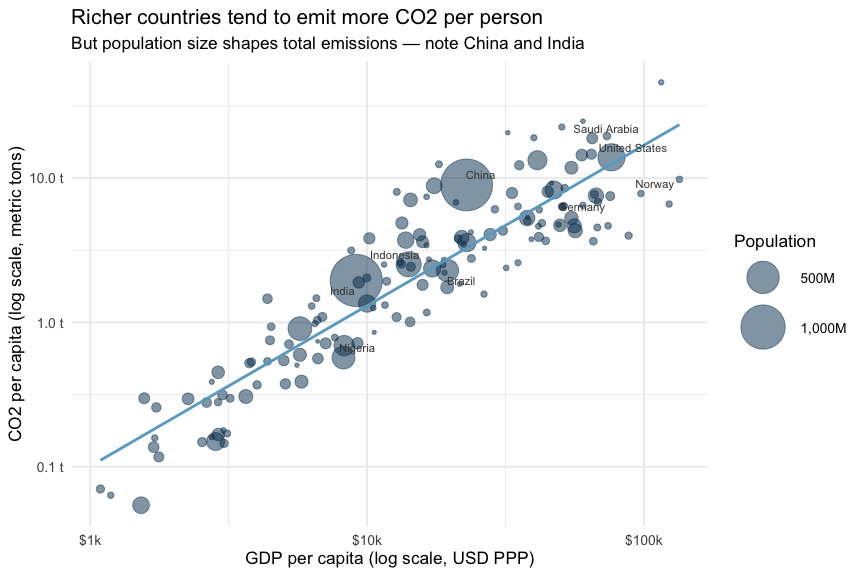 Richer countries tend to emit more CO2 per person
But population size shapes total emissions — note China and India
CO2 per capita (log scale, metric tons)
10.0 t
1.0 t
0.1 t
Saudi Arabia
United States
China
Norway
Germany
Indonesia
Brazil
India
Nigeria
$1k
$10k
$100k
GDP per capita (log scale, USD PPP)
Population
500M
1,000M